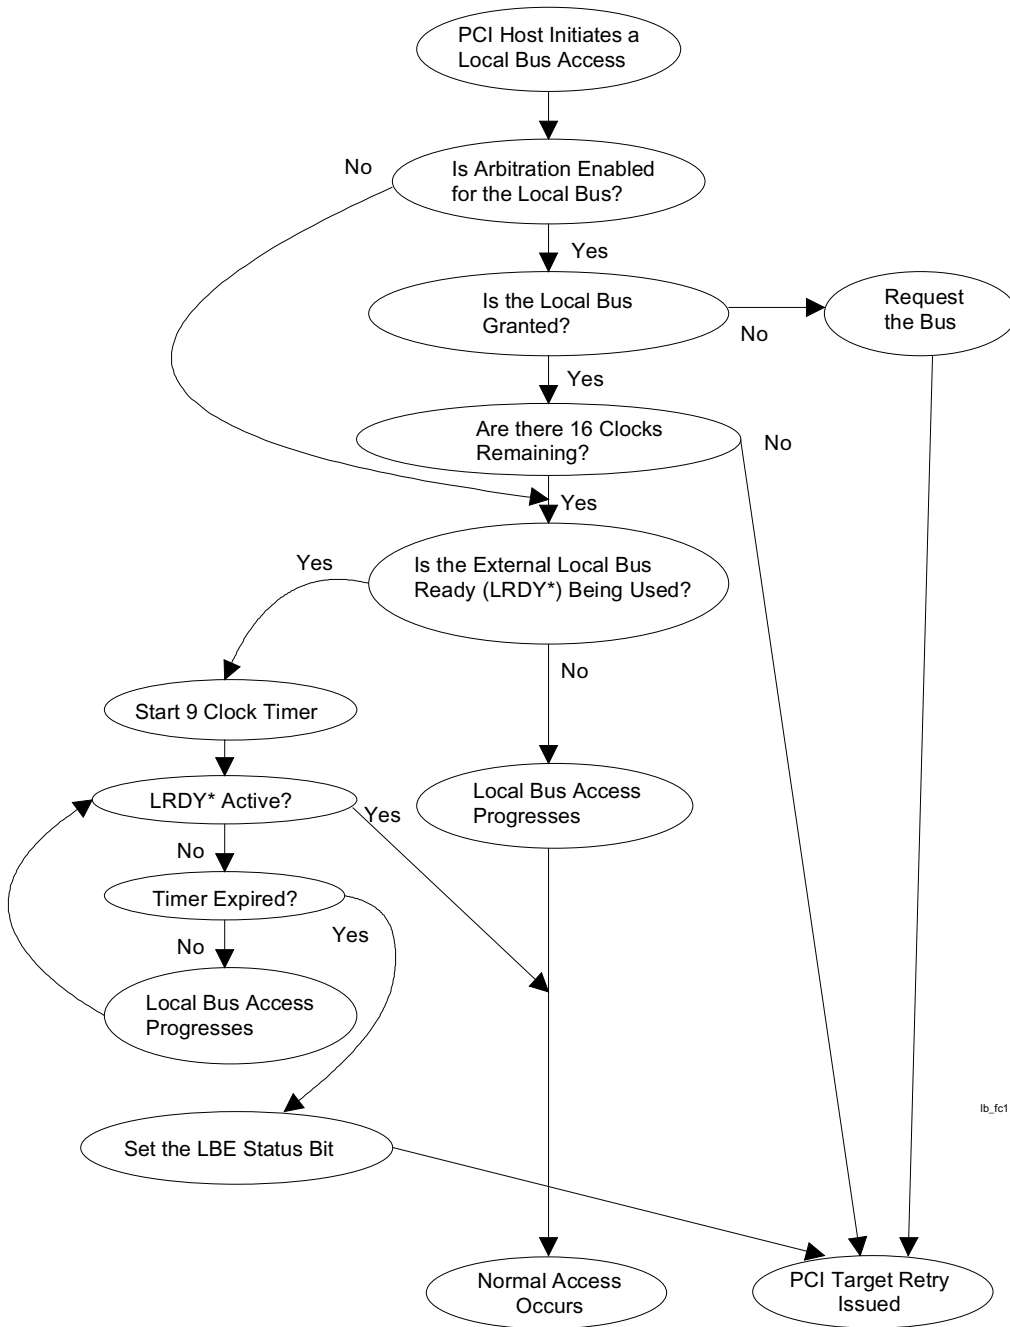 PCI Host Initiates a
Local Bus Access
No
Is Arbitration Enabled
for the Local Bus?
Yes
Is the Local Bus
Granted?
No
Request
the Bus
Yes
Are there 16 Clocks
Remaining?
No
Yes
Is the External Local Bus
Ready (LRDY*) Being Used?
Yes
No
Start 9 Clock Timer
LRDY* Active?
Yes
Local Bus Access
Progresses
No
Timer Expired?
Yes
No
Local Bus Access
Progresses
lb_fc1
Set the LBE Status Bit
Normal Access
Occurs
PCI Target Retry
Issued